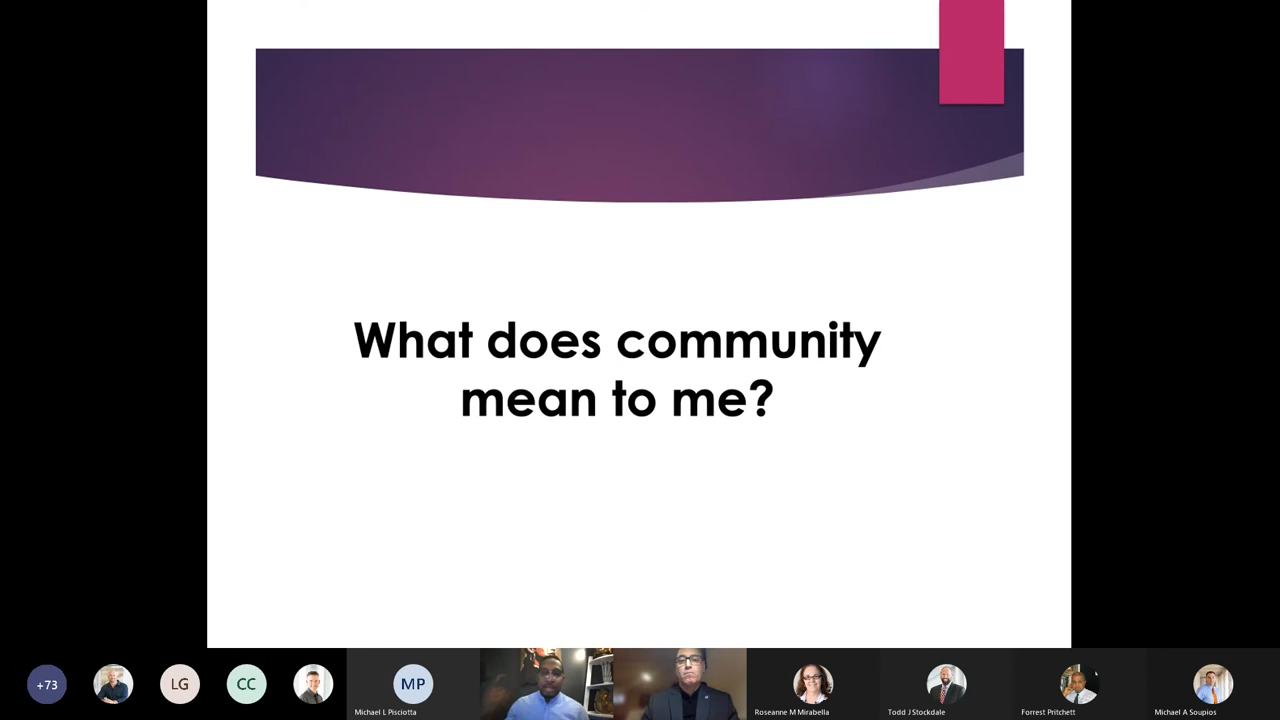 What does community
mean to me?
+73
LG
CC
MP
Michael L Pisciotta
Roseanne M Mirabella
Todd J Stockdale
Forrest Pritchett
Michael A Soupios